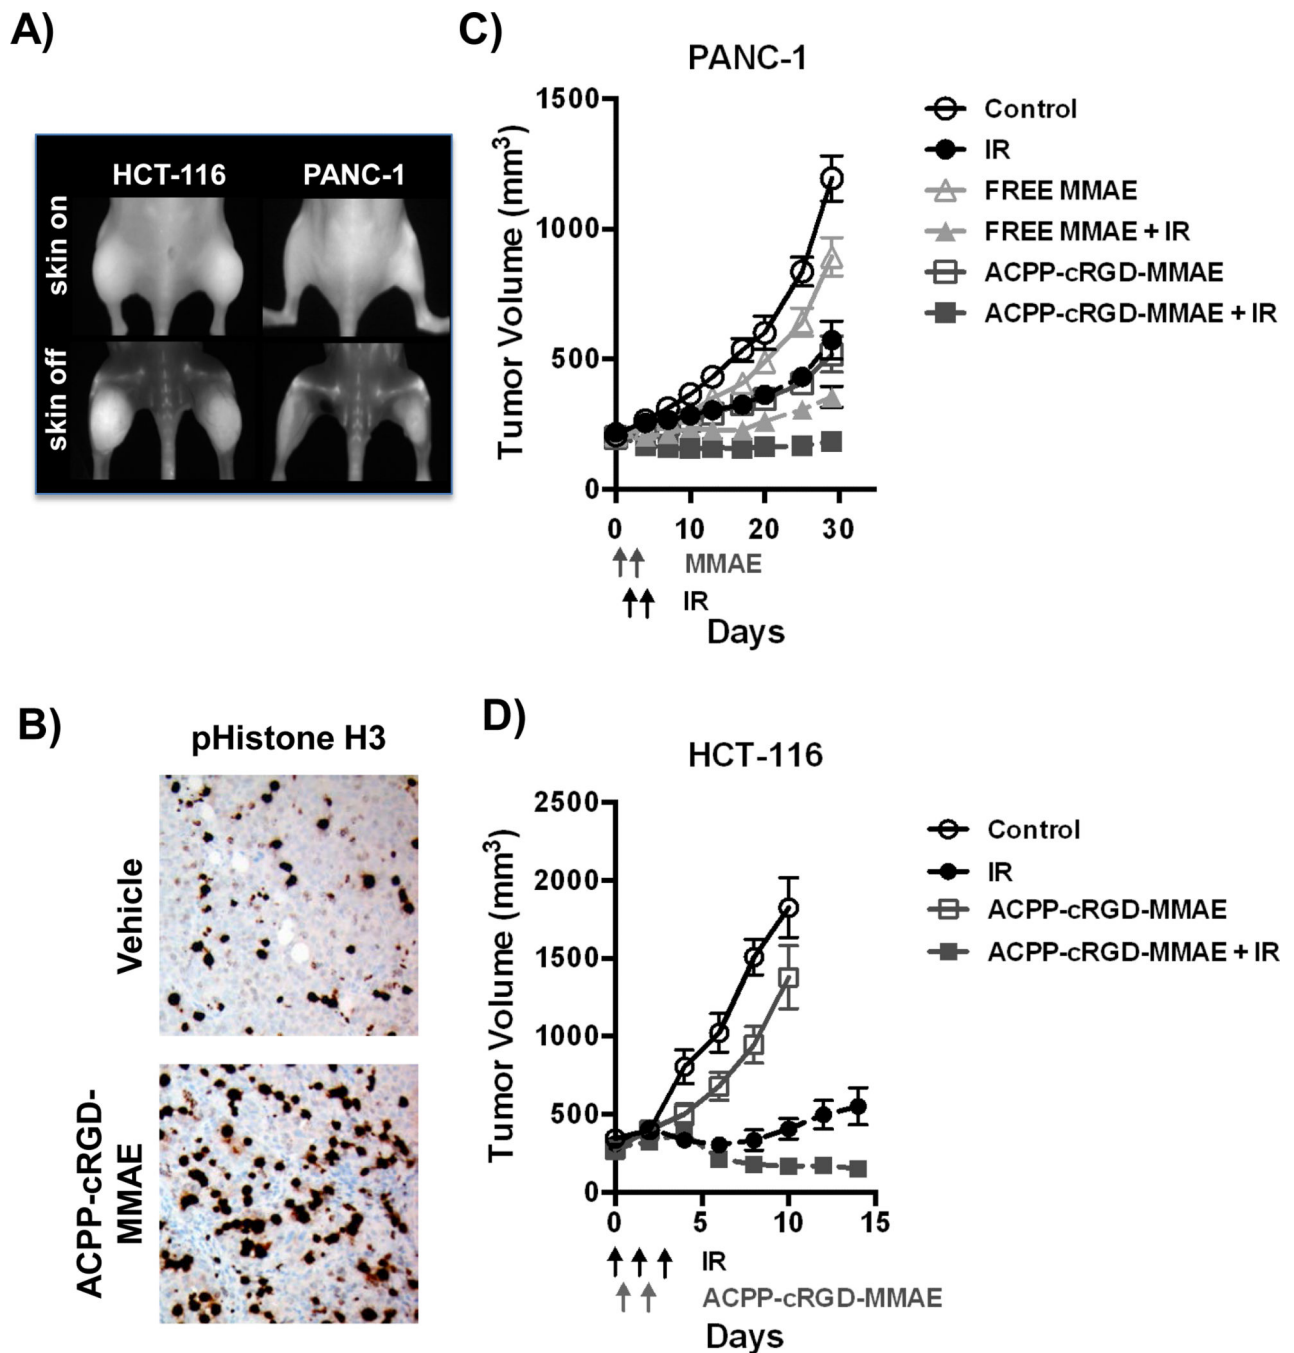 A)
HCT-116 PANC-1
skin on
skin off
B)
pHistone H3
Vehicle
ACPP-cRGD-
MMAE
C)
PANC-1
Tumor Volume (mm³)
1500
1000
500
0
0 10 20 30
MMAE
IR
Days
Control
IR
FREE MMAE
FREE MMAE + IR
ACPP-cRGD-MMAE
ACPP-cRGD-MMAE + IR
D)
HCT-116
Tumor Volume (mm³)
2500
2000
1500
1000
500
0
0 5 10 15
IR
ACPP-cRGD-MMAE
Days
Control
IR
ACPP-cRGD-MMAE
ACPP-cRGD-MMAE + IR